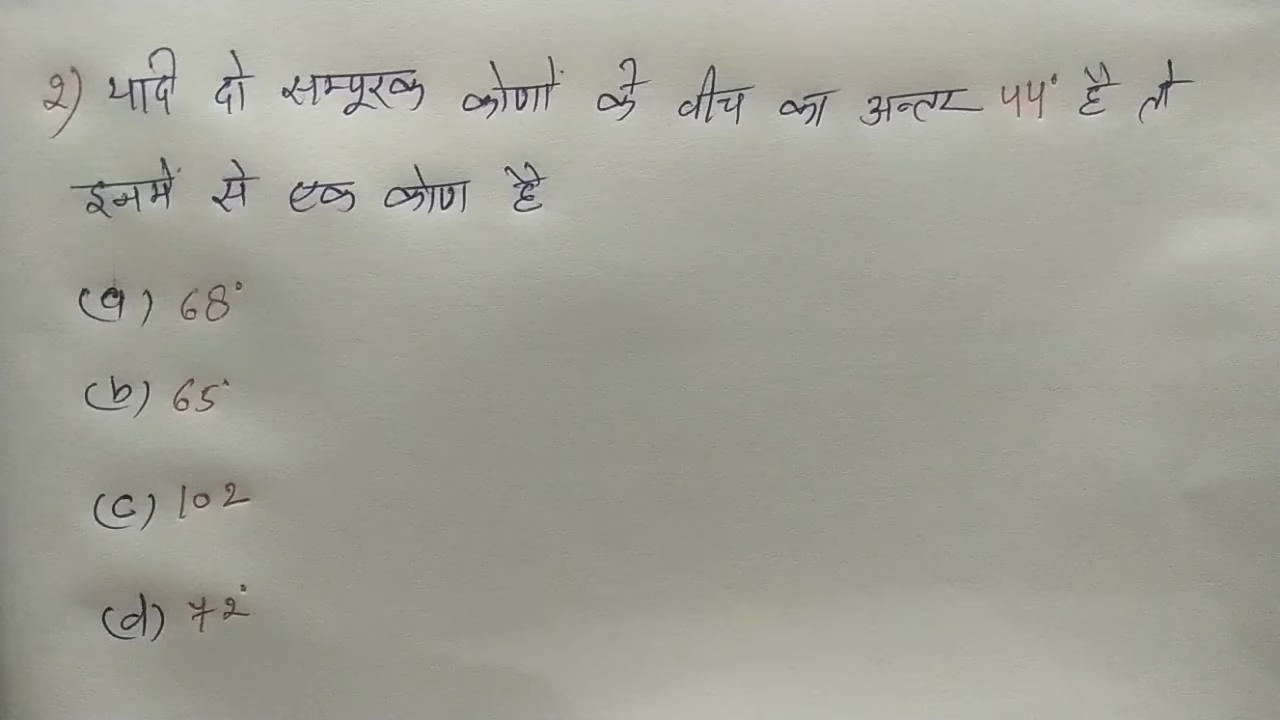 2) यदि दो सम्पूरक कोणों के बीच का अन्तर 44° है तो
इनमें से एक कोण है
(a) 68°
(b) 65°
(c) 102
(d) 72°